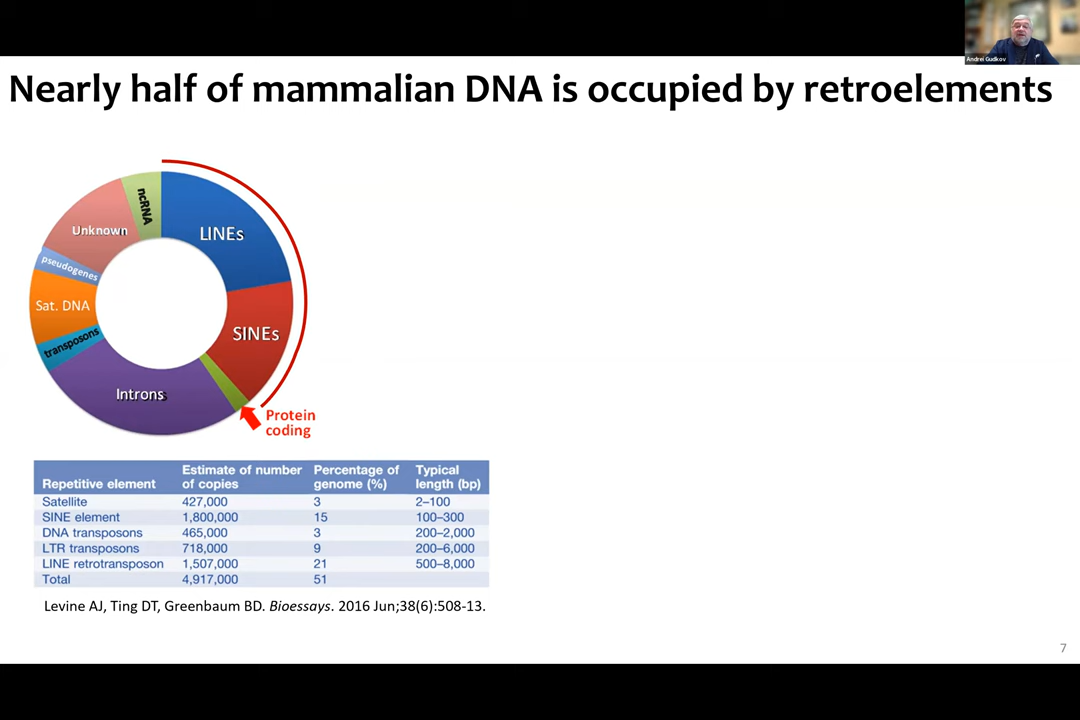 Andrei Gudkov
Nearly half of mammalian DNA is occupied by retroelements
ncRNA
LINEs
Unknown
pseudogenes
Sat. DNA
SINEs
transposons
Introns
Protein
coding
Repetitive element Estimate of number of copies Percentage of genome (%) Typical length (bp)
Satellite 427,000 3 2–100
SINE element 1,800,000 15 100–300
DNA transposons 465,000 3 200–2,000
LTR transposons 718,000 9 200–6,000
LINE retrotransposon 1,507,000 21 500–8,000
Total 4,917,000 51
Levine AJ, Ting DT, Greenbaum BD. Bioessays. 2016 Jun;38(6):508-13.
7